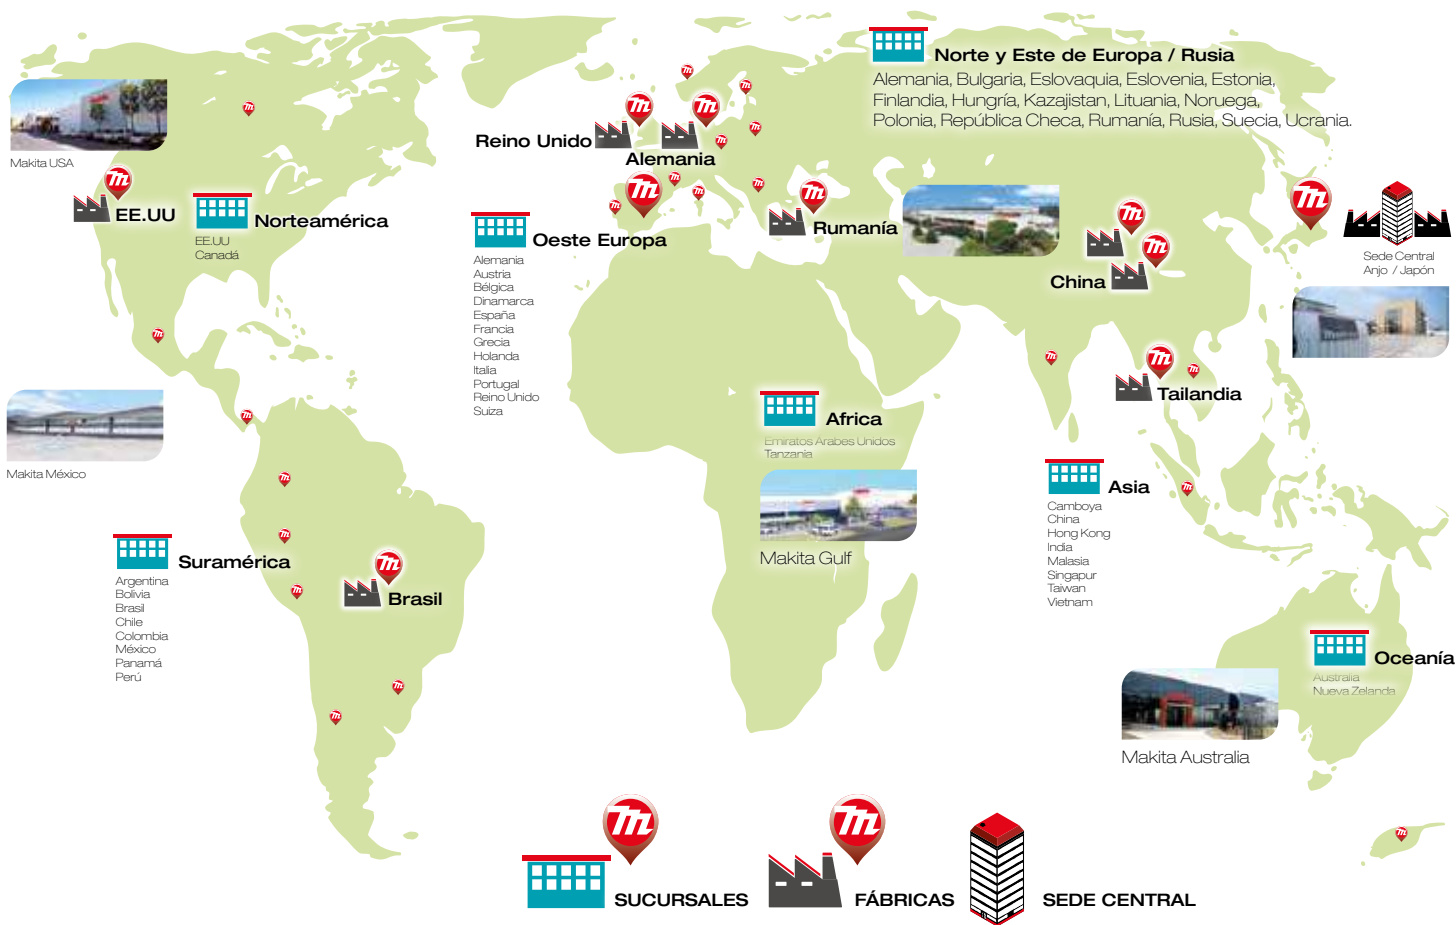 Norte y Este de Europa / Rusia
Alemania, Bulgaria, Eslovaquia, Eslovenia, Estonia,
Finlandia, Hungría, Kazajistan, Lituania, Noruega,
Polonia, República Checa, Rumanía, Rusia, Suecia, Ucrania.
Makita USA
EE.UU
Norteamérica
EE.UU
Canadá
Reino Unido
Alemania
Rumanía
Oeste Europa
Alemania
Austria
Bélgica
Dinamarca
España
Francia
Grecia
Holanda
Italia
Portugal
Reino Unido
Suiza
China
Sede Central
Anjo / Japón
Tailandia
Makita México
Africa
Emiratos Árabes Unidos
Tanzania
Makita Gulf
Asia
Camboya
China
Hong Kong
India
Malasia
Singapur
Taiwan
Vietnam
Suramérica
Argentina
Bolivia
Brasil
Chile
Colombia
México
Panamá
Perú
Brasil
Oceanía
Australia
Nueva Zelanda
Makita Australia
SUCURSALES
FÁBRICAS
SEDE CENTRAL